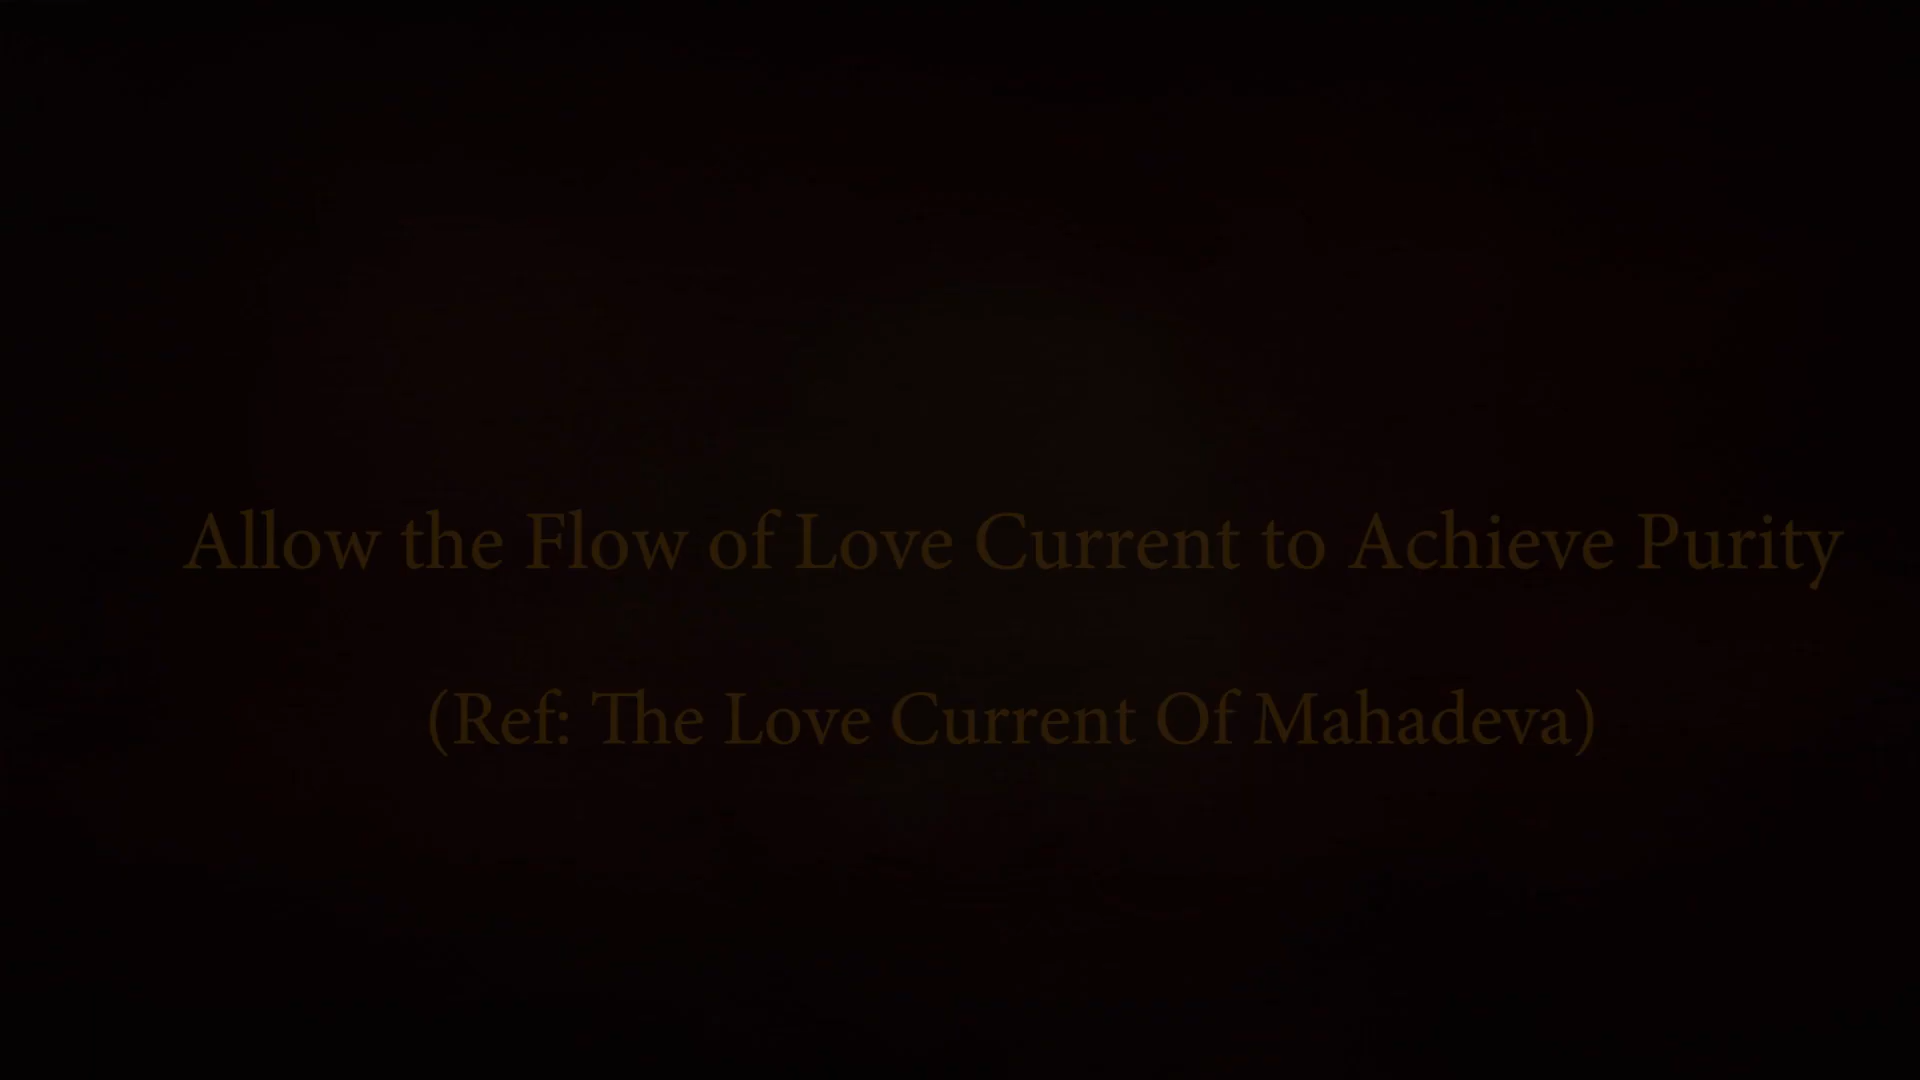 Allow the Flow of Love Current to Achieve Purity
(Ref: The Love Current Of Mahadeva)